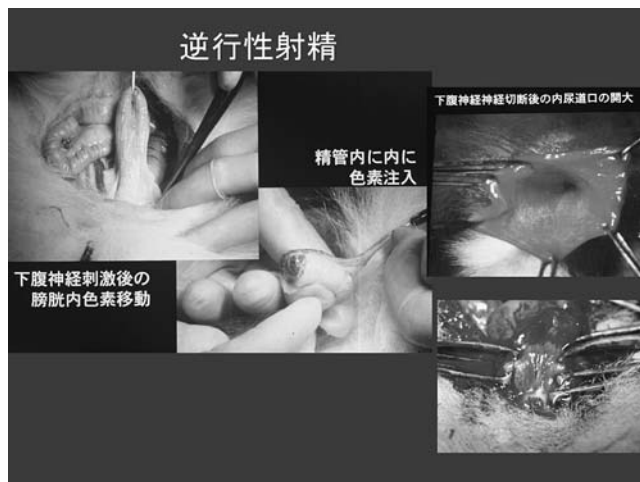 逆行性射精
下腹神経神経切断後の内尿道口の開大
精管内に内に
色素注入
下腹神経刺激後の
膀胱内色素移動